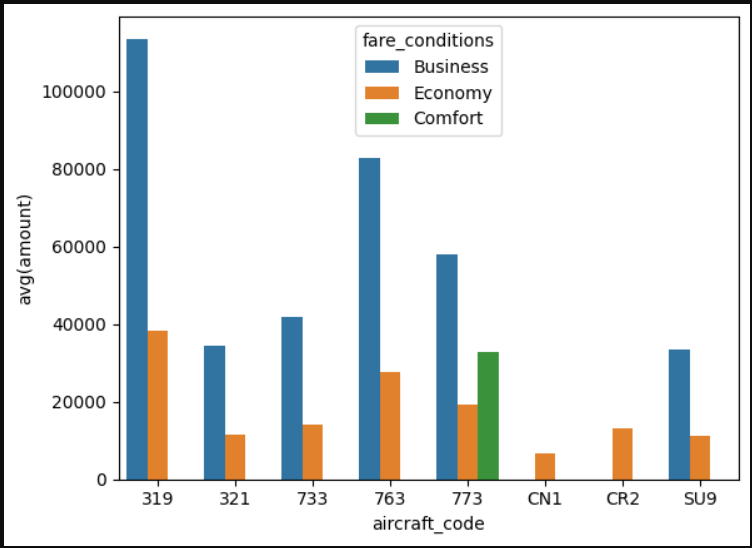 fare_conditions
Business
Economy
Comfort
100000
80000
60000
40000
20000
0
avg(amount)
319 321 733 763 773 CN1 CR2 SU9
aircraft_code